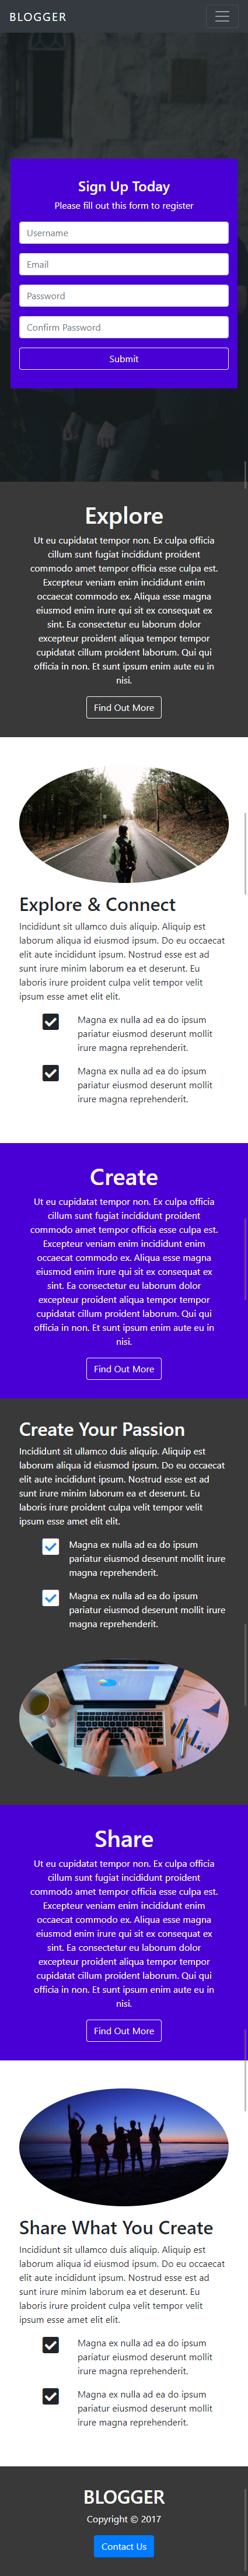 BLOGGER
Sign Up Today
Please fill out this form to register
Username
Email
Password
Confirm Password
Submit
Explore
Ut eu cupidatat tempor non. Ex culpa officia
cillum sunt fugiat incididunt proident
commodo amet tempor officia esse culpa est.
Excepteur veniam enim incididunt enim
occaecat commodo ex. Aliqua esse magna
eiusmod enim irure qui sit ex consequat ex
sint. Ea consectetur eu laborum dolor
excepteur proident aliqua tempor tempor
cupidatat cillum proident laborum. Qui qui
officia in non. Et sunt ipsum enim aute eu in
nisi.
Find Out More
Explore & Connect
Incididunt sit ullamco duis aliquip. Aliquip est
laborum aliqua id eiusmod ipsum. Do eu occaecat
elit aute incididunt ipsum. Nostrud esse est ad
sunt irure minim laborum ea et deserunt. Eu
laboris irure proident culpa velit tempor velit
ipsum esse amet elit elit.
Magna ex nulla ad ea do ipsum
pariatur eiusmod deserunt mollit
irure magna reprehenderit.
Magna ex nulla ad ea do ipsum
pariatur eiusmod deserunt mollit
irure magna reprehenderit.
Create
Ut eu cupidatat tempor non. Ex culpa officia
cillum sunt fugiat incididunt proident
commodo amet tempor officia esse culpa est.
Excepteur veniam enim incididunt enim
occaecat commodo ex. Aliqua esse magna
eiusmod enim irure qui sit ex consequat ex
sint. Ea consectetur eu laborum dolor
excepteur proident aliqua tempor tempor
cupidatat cillum proident laborum. Qui qui
officia in non. Et sunt ipsum enim aute eu in
nisi.
Find Out More
Create Your Passion
Incididunt sit ullamco duis aliquip. Aliquip est
laborum aliqua id eiusmod ipsum. Do eu occaecat
elit aute incididunt ipsum. Nostrud esse est ad
sunt irure minim laborum ea et deserunt. Eu
laboris irure proident culpa velit tempor velit
ipsum esse amet elit elit.
Magna ex nulla ad ea do ipsum
pariatur eiusmod deserunt mollit irure
magna reprehenderit.
Magna ex nulla ad ea do ipsum
pariatur eiusmod deserunt mollit irure
magna reprehenderit.
Share
Ut eu cupidatat tempor non. Ex culpa officia
cillum sunt fugiat incididunt proident
commodo amet tempor officia esse culpa est.
Excepteur veniam enim incididunt enim
occaecat commodo ex. Aliqua esse magna
eiusmod enim irure qui sit ex consequat ex
sint. Ea consectetur eu laborum dolor
excepteur proident aliqua tempor tempor
cupidatat cillum proident laborum. Qui qui
officia in non. Et sunt ipsum enim aute eu in
nisi.
Find Out More
Share What You Create
Incididunt sit ullamco duis aliquip. Aliquip est
laborum aliqua id eiusmod ipsum. Do eu occaecat
elit aute incididunt ipsum. Nostrud esse est ad
sunt irure minim laborum ea et deserunt. Eu
laboris irure proident culpa velit tempor velit
ipsum esse amet elit elit.
Magna ex nulla ad ea do ipsum
pariatur eiusmod deserunt mollit
irure magna reprehenderit.
Magna ex nulla ad ea do ipsum
pariatur eiusmod deserunt mollit
irure magna reprehenderit.
BLOGGER
Copyright © 2017
Contact Us